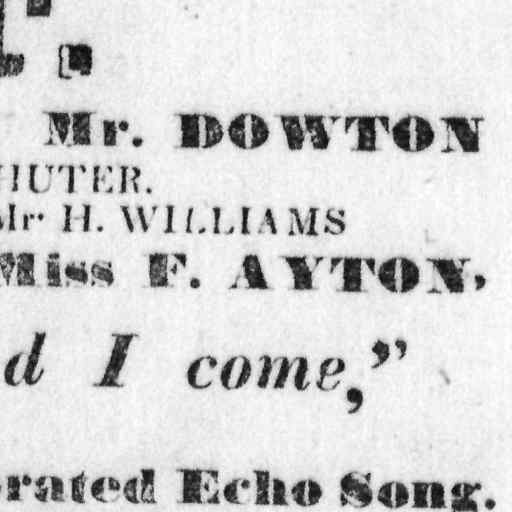 Mr. DOWTON
HUTER.
Mr. H. WILLIAMS
Miss F. AYTON,
d I come,”
rated Echo Song.